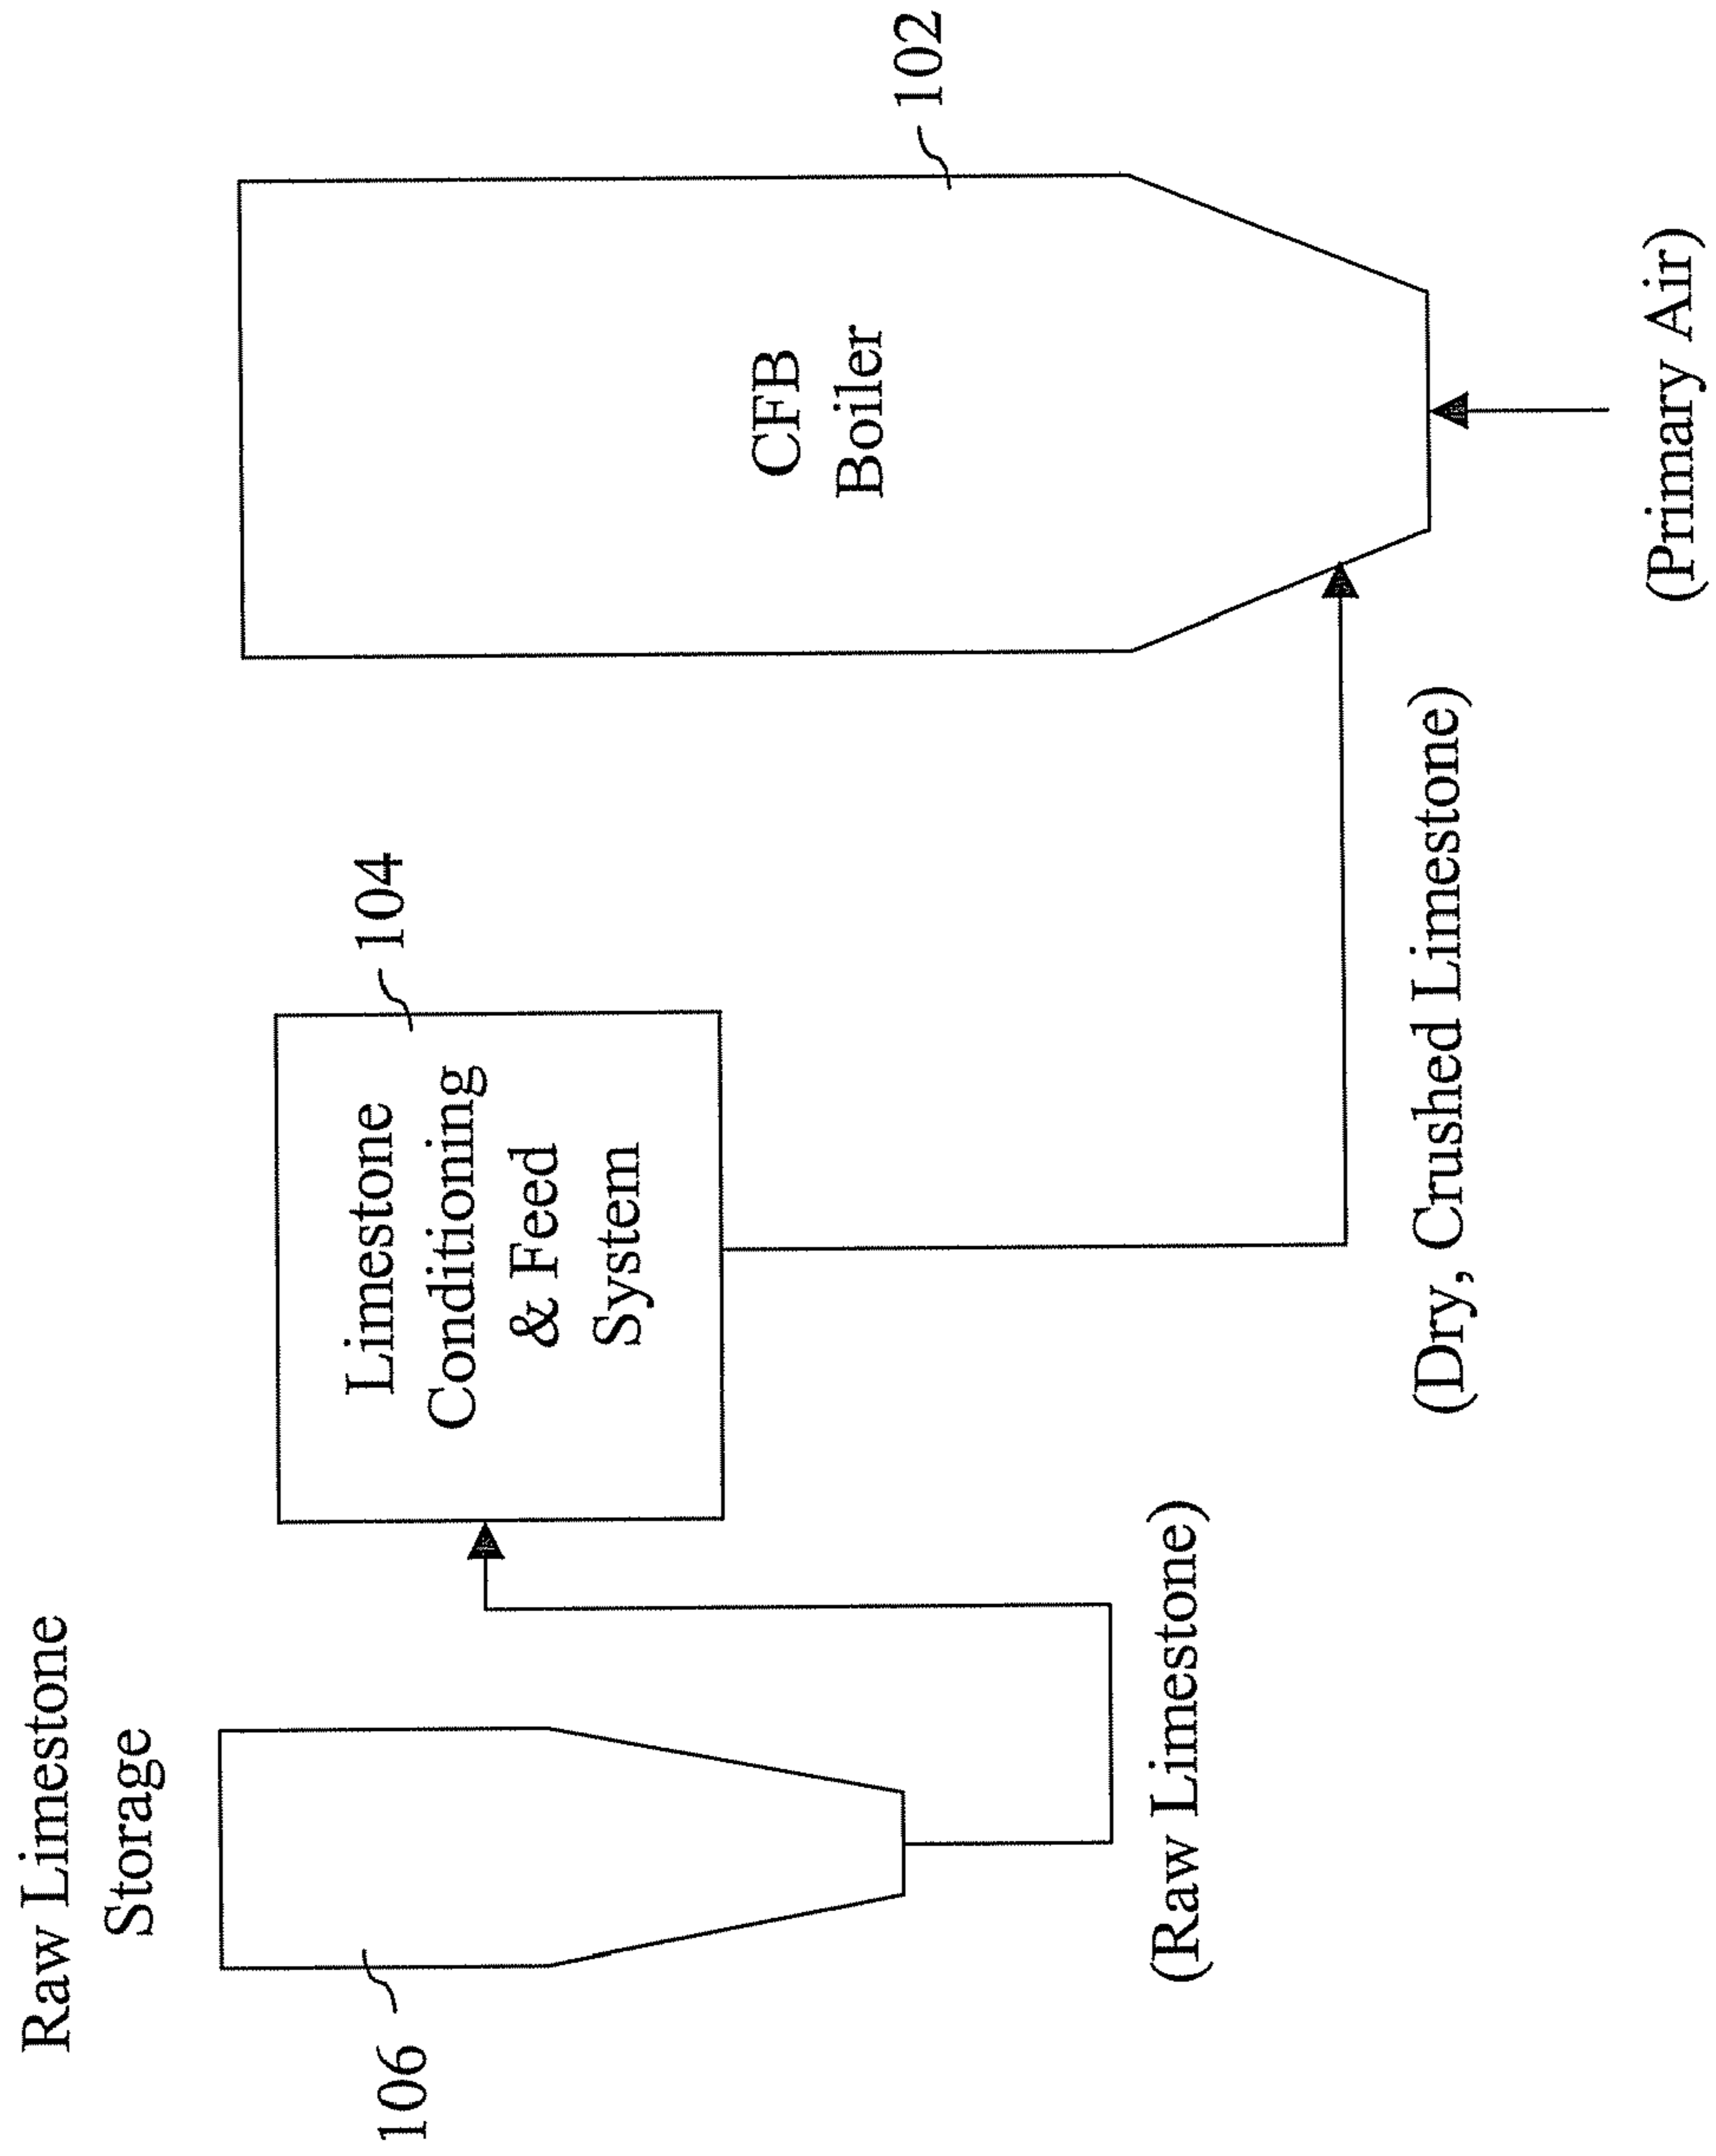 Raw Limestone
Storage
106
(Raw Limestone)
Limestone
Conditioning
& Feed
System
104
(Dry, Crushed Limestone)
CFB
Boiler
102
(Primary Air)